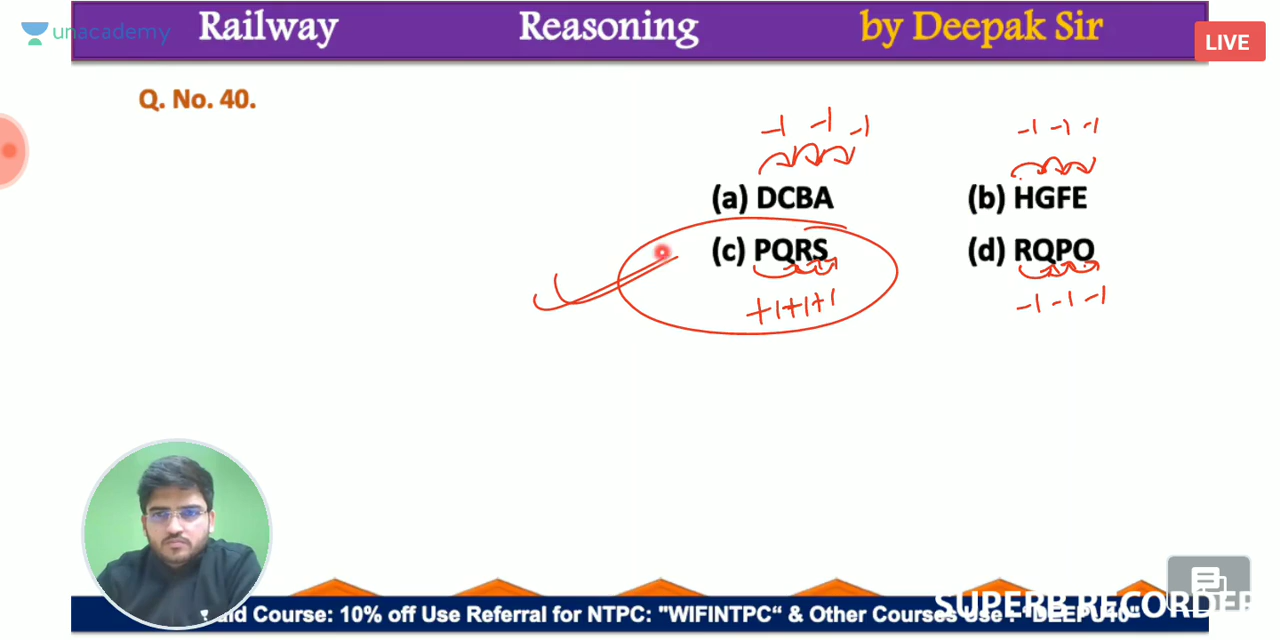 unacademy
Railway Reasoning by Deepak Sir
LIVE
Q. No. 40.
-1 -1 -1
-1 -1 -1
(a) DCBA (b) HGFE
(c) PQRS (d) RQPO
+1+1+1
-1 -1 -1
Course: 10% off Use Referral for NTPC: "WIFINTPC“ & Other Courses Use :
SUPERB RECORDER